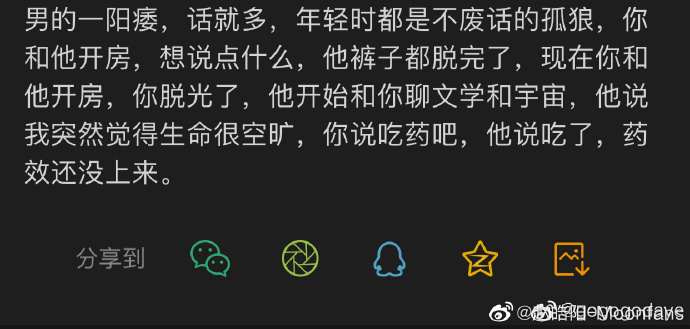 男的一阳痿，话就多，年轻时都是不废话的孤狼，你
和他开房，想说点什么，他裤子都脱完了，现在你和
他开房，你脱光了，他开始和你聊文学和宇宙，他说
我突然觉得生命很空旷，你说吃药吧，他说吃了，药
效还没上来。
分享到